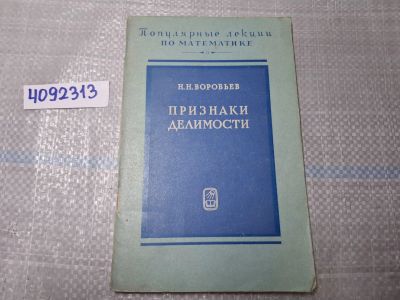 Популярные лекции
ПО МАТЕМАТИКЕ
4092313
Н.Н.ВОРОБЬЕВ
ПРИЗНАКИ
ДЕЛИМОСТИ